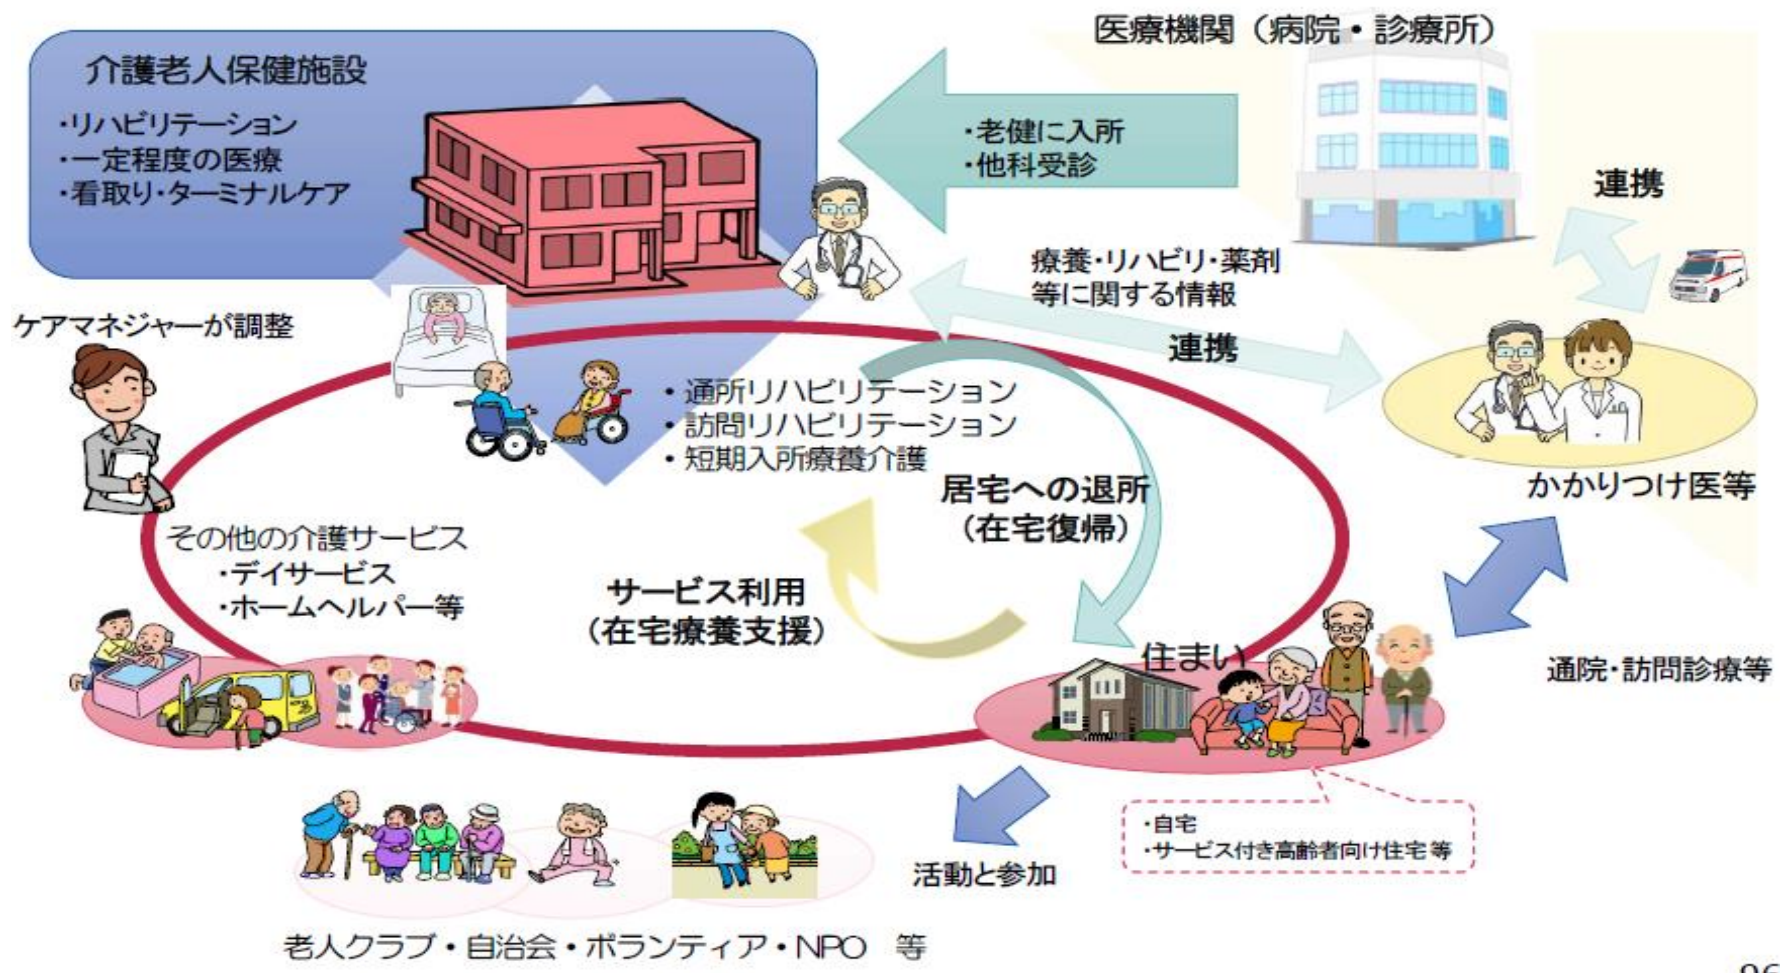 医療機関（病院・診療所）
介護老人保健施設
・リハビリテーション
・一定程度の医療
・看取り・ターミナルケア
・老健に入所
・他科受診
連携
療養・リハビリ・薬剤
等に関する情報
連携
ケアマネジャーが調整
・通所リハビリテーション
・訪問リハビリテーション
・短期入所療養介護
居宅への退所
（在宅復帰）
かかりつけ医等
その他の介護サービス
・デイサービス
・ホームヘルパー等
サービス利用
（在宅療養支援）
住まい
通院・訪問診療等
・自宅
・サービス付き高齢者向け住宅 等
活動と参加
老人クラブ・自治会・ボランティア・NPO　等